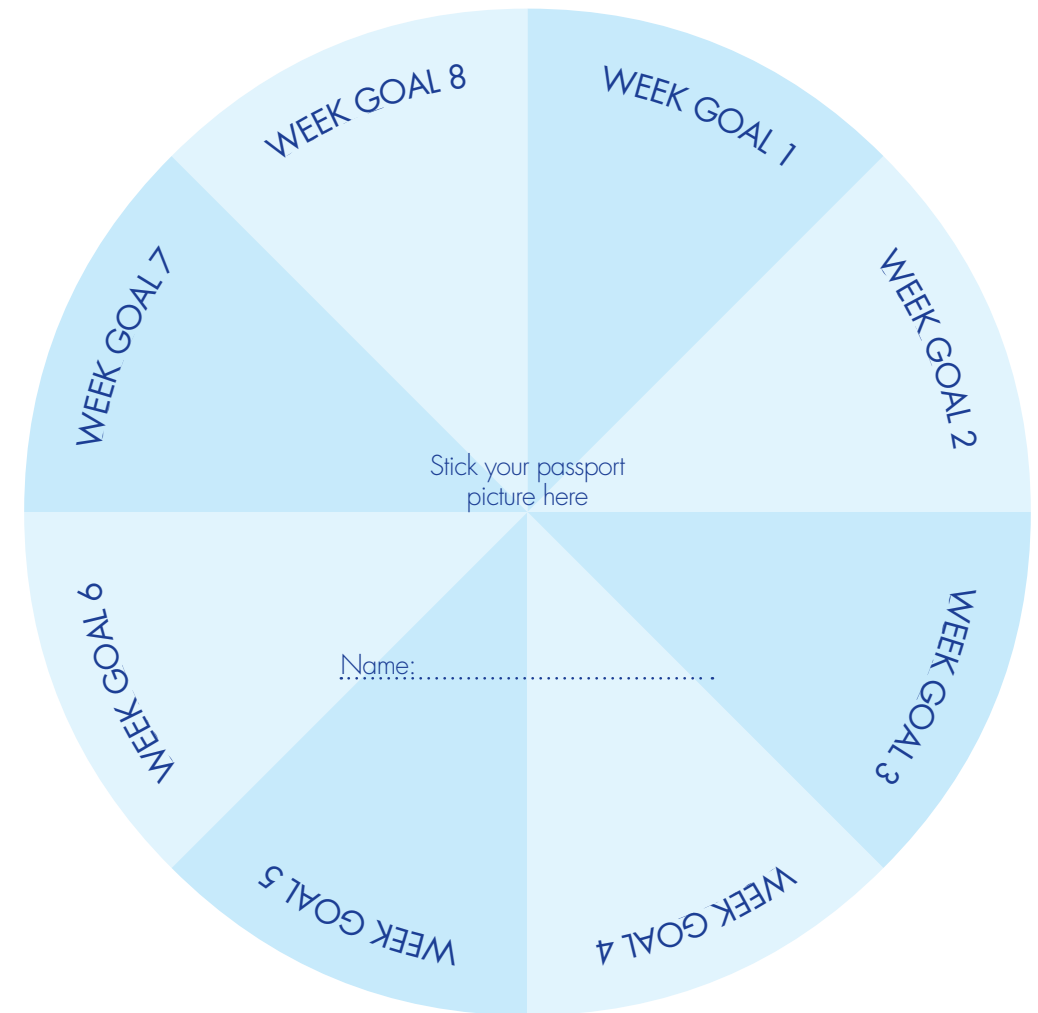 WEEK GOAL 1
WEEK GOAL 2
WEEK GOAL 3
WEEK GOAL 4
WEEK GOAL 5
WEEK GOAL 6
WEEK GOAL 7
WEEK GOAL 8
Stick your passport
picture here
Name: